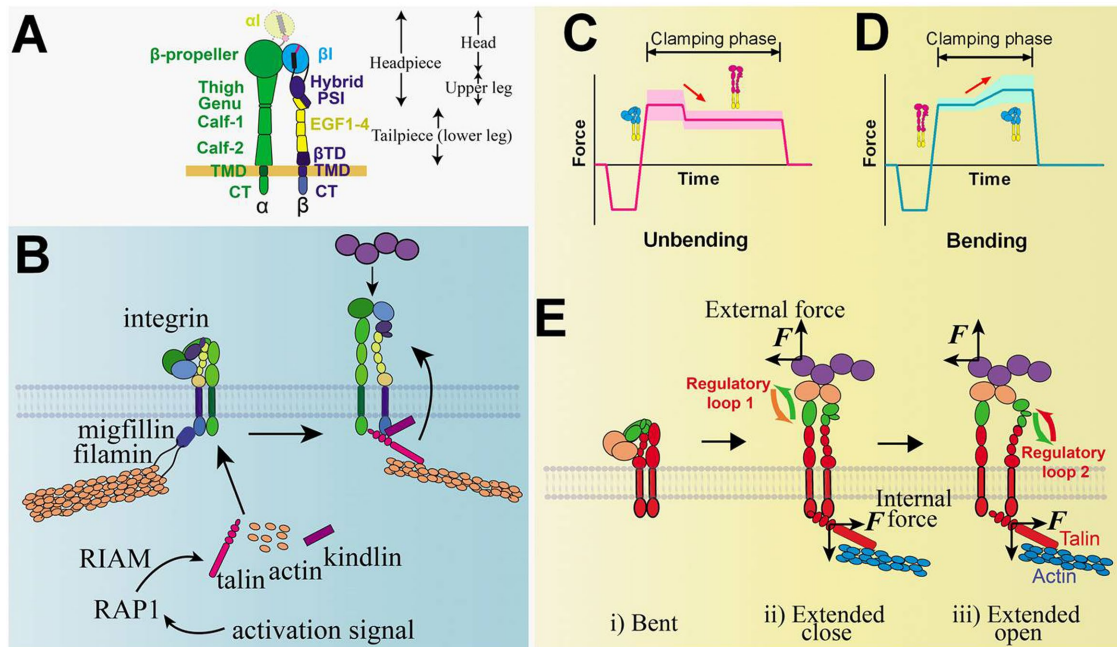 A
αI
β-propeller
βI
Thigh
Hybrid
Genu
PSI
Calf-1
EGF1-4
Calf-2
βTD
TMD
TMD
CT
CT
α
β
Headpiece
Head
Upper leg
Tailpiece (lower leg)
B
integrin
migfillin
filamin
RIAM
RAP1
talin
actin
kindlin
activation signal
C
Clamping phase
Force
Time
Unbending
D
Clamping phase
Force
Time
Bending
E
External force
F
Regulatory
loop 1
Internal
force
F
F
Regulatory
loop 2
F
Talin
Actin
i) Bent
ii) Extended
close
iii) Extended
open